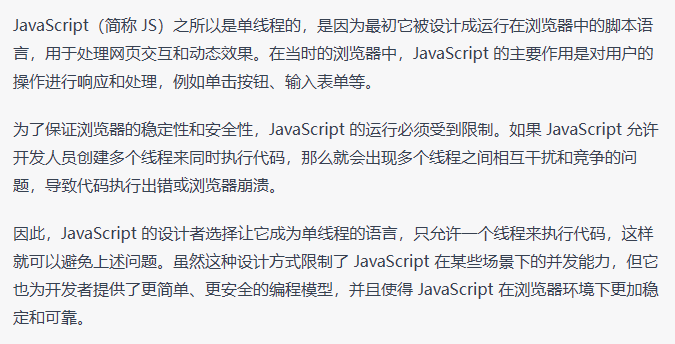 JavaScript（简称 JS）之所以是单线程的，是因为最初它被设计成运行在浏览器中的脚本语
言，用于处理网页交互和动态效果。在当时的浏览器中，JavaScript 的主要作用是对用户的
操作进行响应和处理，例如单击按钮、输入表单等。
为了保证浏览器的稳定性和安全性，JavaScript 的运行必须受到限制。如果 JavaScript 允许
开发人员创建多个线程来同时执行代码，那么就会出现多个线程之间相互干扰和竞争的问
题，导致代码执行出错或浏览器崩溃。
因此，JavaScript 的设计者选择让它成为单线程的语言，只允许一个线程来执行代码，这样
就可以避免上述问题。虽然这种设计方式限制了 JavaScript 在某些场景下的并发能力，但它
也为开发者提供了更简单、更安全的编程模型，并且使得 JavaScript 在浏览器环境下更加稳
定和可靠。